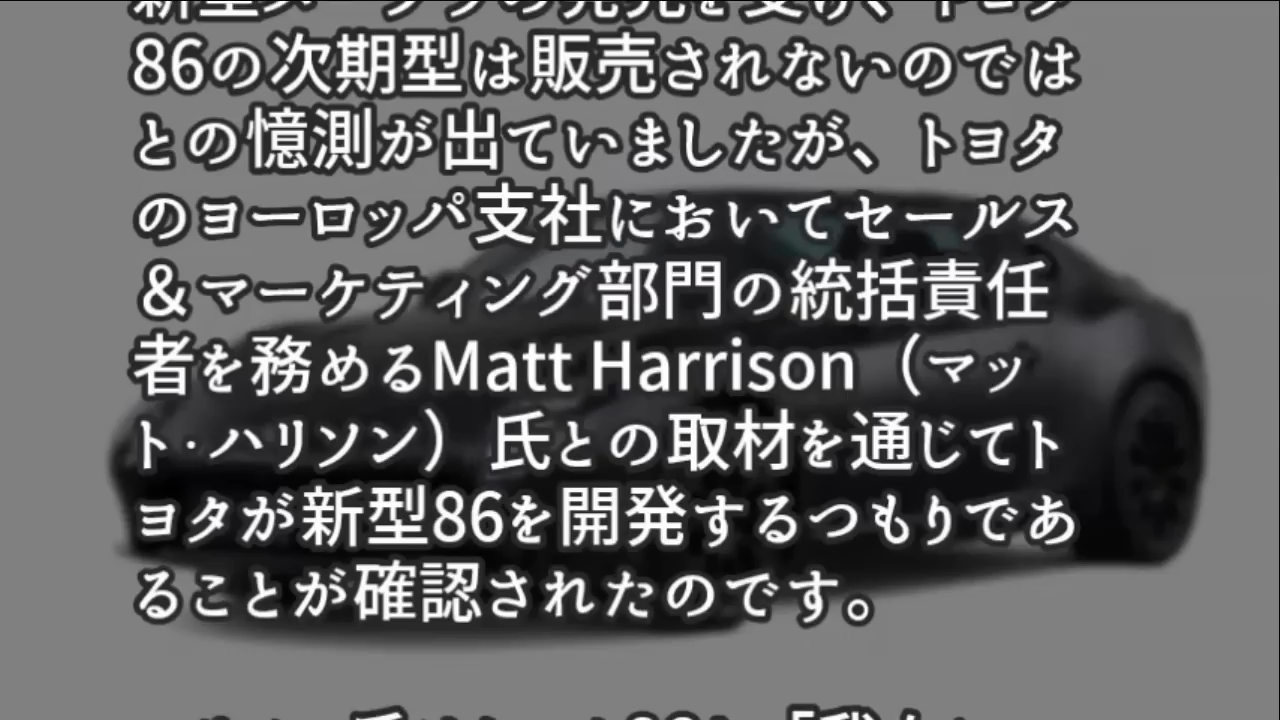 86の次期型は販売されないのでは
との憶測が出ていましたが、トヨタ
のヨーロッパ支社においてセールス
＆マーケティング部門の統括責任
者を務めるMatt Harrison（マッ
ト·ハリソン）氏との取材を通じてト
ヨタが新型86を開発するつもりであ
ることが確認されたのです。